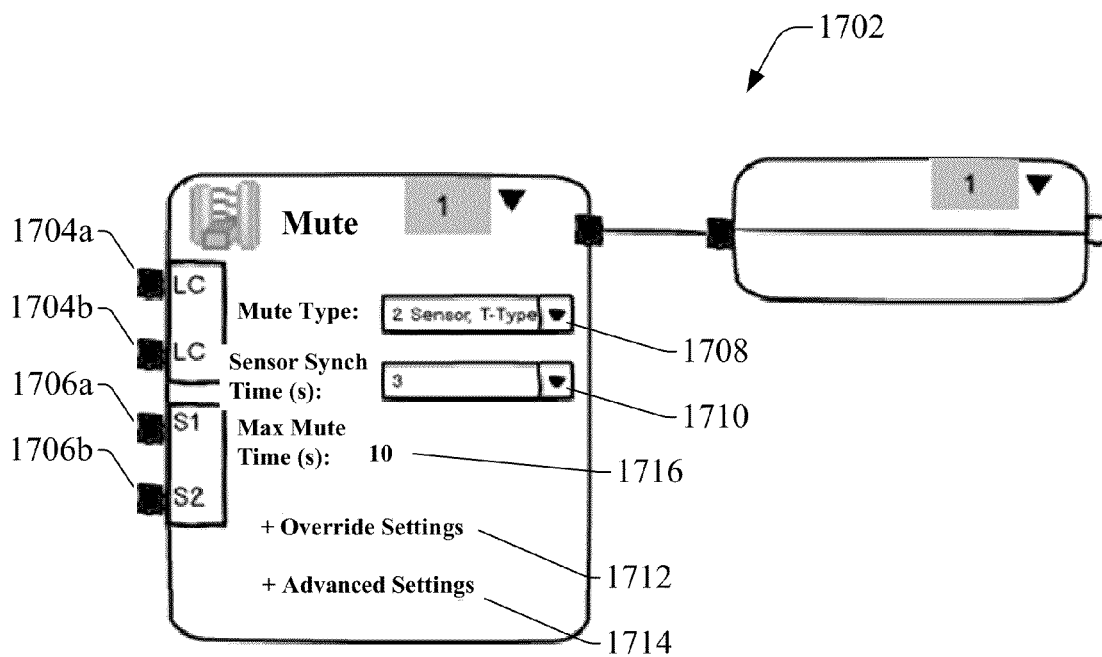 1702
1
1
Mute
1704a
LC
1704b
LC
Mute Type: 2 Sensor, T-Type
1708
Sensor Synch
Time (s): 3
1710
1706a
S1
Max Mute
Time (s): 10
1716
1706b
S2
+ Override Settings
1712
+ Advanced Settings
1714